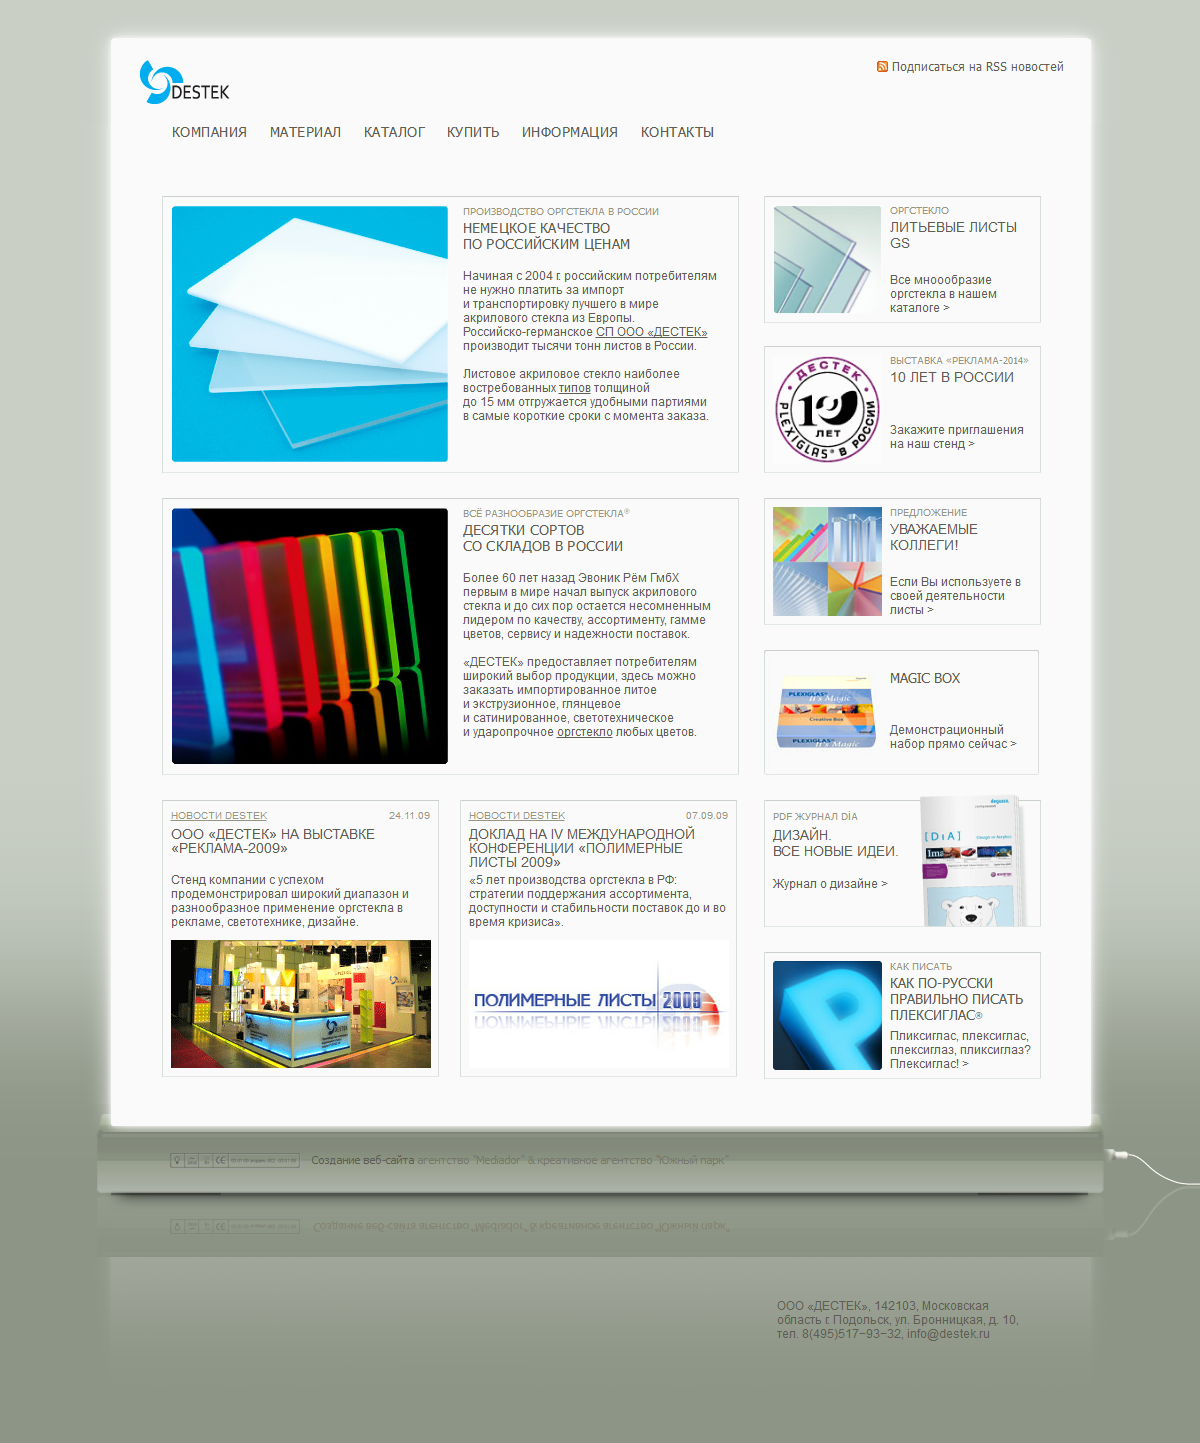 DESTEK
Подписаться на RSS новостей
КОМПАНИЯ МАТЕРИАЛ КАТАЛОГ КУПИТЬ ИНФОРМАЦИЯ КОНТАКТЫ
ПРОИЗВОДСТВО ОРГСТЕКЛА В РОССИИ
НЕМЕЦКОЕ КАЧЕСТВО
ПО РОССИЙСКИМ ЦЕНАМ
Начиная с 2004 г. российским потребителям
не нужно платить за импорт
и транспортировку лучшего в мире
акрилового стекла из Европы.
Российско-германское СП ООО «ДЕСТЕК»
производит тысячи тонн листов в России.
Листовое акриловое стекло наиболее
востребованных типов толщиной
до 15 мм отгружается удобными партиями
в самые короткие сроки с момента заказа.
ОРГСТЕКЛО
ЛИТЬЕВЫЕ ЛИСТЫ
GS
Все мноообразие
оргстекла в нашем
каталоге >
ДЕСТЕК
10
ЛЕТ
PLEXIGLAS® В РОССИИ
ВЫСТАВКА «РЕКЛАМА-2014»
10 ЛЕТ В РОССИИ
Закажите приглашения
на наш стенд >
ВСЁ РАЗНООБРАЗИЕ ОРГСТЕКЛА®
ДЕСЯТКИ СОРТОВ
СО СКЛАДОВ В РОССИИ
Более 60 лет назад Эвоник Рём ГмбХ
первым в мире начал выпуск акрилового
стекла и до сих пор остается несомненным
лидером по качеству, ассортименту, гамме
цветов, сервису и надежности поставок.
«ДЕСТЕК» предоставляет потребителям
широкий выбор продукции, здесь можно
заказать импортированное литое
и экструзионное, глянцевое
и сатинированное, светотехническое
и ударопрочное оргстекло любых цветов.
ПРЕДЛОЖЕНИЕ
УВАЖАЕМЫЕ
КОЛЛЕГИ!
Если Вы используете в
своей деятельности
листы >
PLEXIGLAS®
It's Magic
Creative Box
PLEXIGLAS®
It's Magic
MAGIC BOX
Демонстрационный
набор прямо сейчас >
НОВОСТИ DESTEK 24.11.09
ООО «ДЕСТЕК» НА ВЫСТАВКЕ
«РЕКЛАМА-2009»
Стенд компании с успехом
продемонстрировал широкий диапазон и
разнообразное применение оргстекла в
рекламе, светотехнике, дизайне.
DESTEK
DESTEK
НОВОСТИ DESTEK 07.09.09
ДОКЛАД НА IV МЕЖДУНАРОДНОЙ
КОНФЕРЕНЦИИ «ПОЛИМЕРНЫЕ
ЛИСТЫ 2009»
«5 лет производства оргстекла в РФ:
стратегии поддержания ассортимента,
доступности и стабильности поставок до и во
время кризиса».
ПОЛИМЕРНЫЕ ЛИСТЫ 2009
PDF ЖУРНАЛ DIA
ДИЗАЙН.
ВСЕ НОВЫЕ ИДЕИ.
Журнал о дизайне >
degussa.
[DIA]
КАК ПИСАТЬ
КАК ПО-РУССКИ
ПРАВИЛЬНО ПИСАТЬ
ПЛЕКСИГЛАС®
Пликсиглас, плексиглас,
плексиглаз, пликсиглаз?
Плексиглас! >
P
Создание веб-сайта агентство "Mediador" & креативное агентство "Южный парк"
ООО «ДЕСТЕК», 142103, Московская
область г. Подольск, ул. Бронницкая, д. 10,
тел. 8(495)517–93–32, info@destek.ru